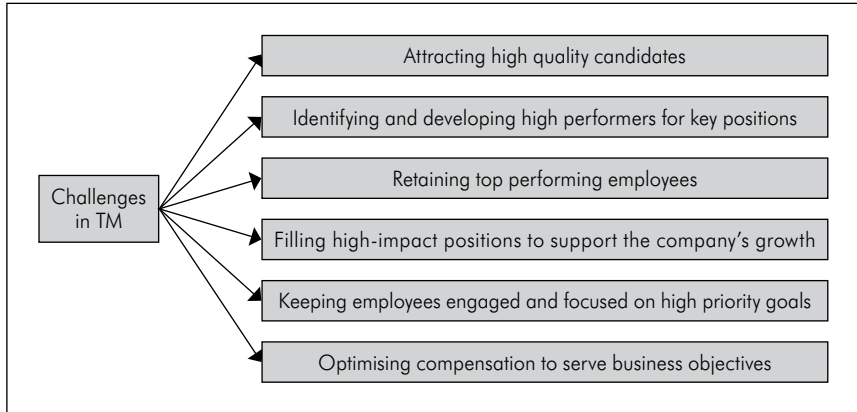 Attracting high quality candidates
Identifying and developing high performers for key positions
Retaining top performing employees
Challenges
in TM
Filling high-impact positions to support the company's growth
Keeping employees engaged and focused on high priority goals
Optimising compensation to serve business objectives